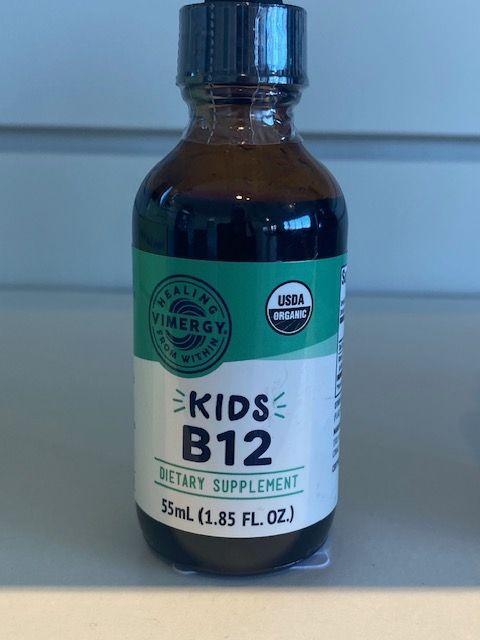 HEALING
VIMERGY
FROM WITHIN
USDA
ORGANIC
KIDS
B12
DIETARY SUPPLEMENT
55mL (1.85 FL. OZ.)